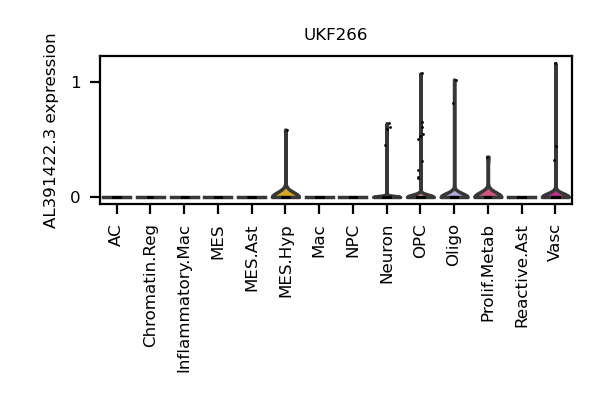 UKF266
AL391422.3 expression
1
0
AC
Chromatin.Reg
Inflammatory.Mac
MES
MES.Ast
MES.Hyp
Mac
NPC
Neuron
OPC
Oligo
Prolif.Metab
Reactive.Ast
Vasc